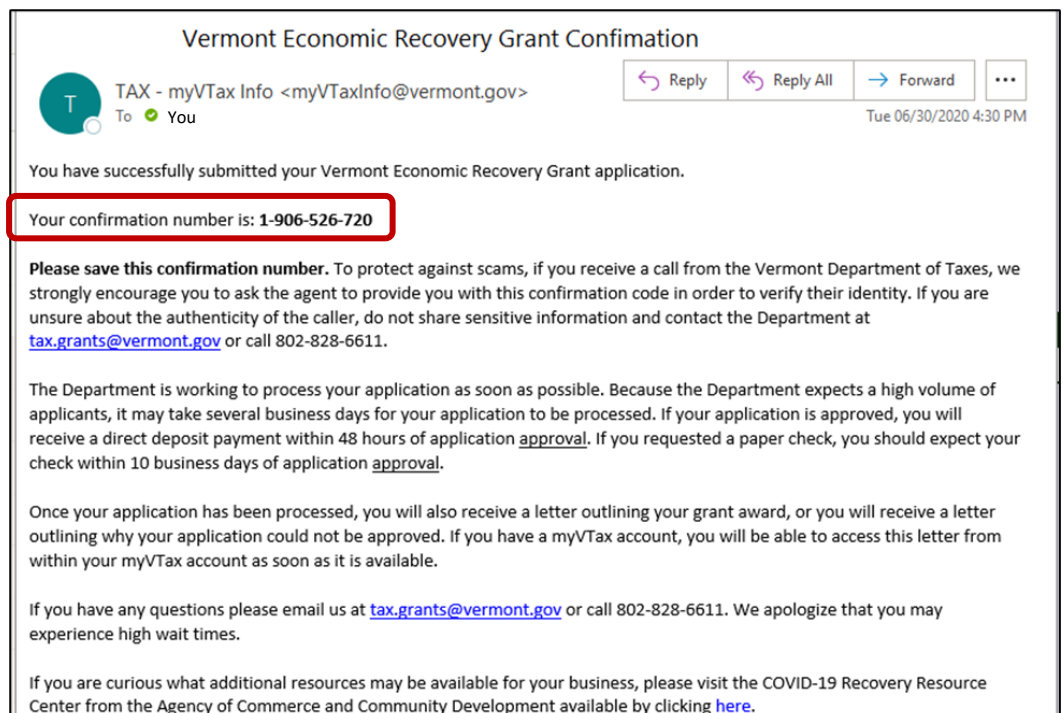 Vermont Economic Recovery Grant Confimation
T
TAX - myVTax Info <myVTaxInfo@vermont.gov>
To You
Reply
Reply All
Forward
...
Tue 06/30/2020 4:30 PM
You have successfully submitted your Vermont Economic Recovery Grant application.
Your confirmation number is: 1-906-526-720
Please save this confirmation number. To protect against scams, if you receive a call from the Vermont Department of Taxes, we
strongly encourage you to ask the agent to provide you with this confirmation code in order to verify their identity. If you are
unsure about the authenticity of the caller, do not share sensitive information and contact the Department at
tax.grants@vermont.gov or call 802-828-6611.
The Department is working to process your application as soon as possible. Because the Department expects a high volume of
applicants, it may take several business days for your application to be processed. If your application is approved, you will
receive a direct deposit payment within 48 hours of application approval. If you requested a paper check, you should expect your
check within 10 business days of application approval.
Once your application has been processed, you will also receive a letter outlining your grant award, or you will receive a letter
outlining why your application could not be approved. If you have a myVTax account, you will be able to access this letter from
within your myVTax account as soon as it is available.
If you have any questions please email us at tax.grants@vermont.gov or call 802-828-6611. We apologize that you may
experience high wait times.
If you are curious what additional resources may be available for your business, please visit the COVID-19 Recovery Resource
Center from the Agency of Commerce and Community Development available by clicking here.